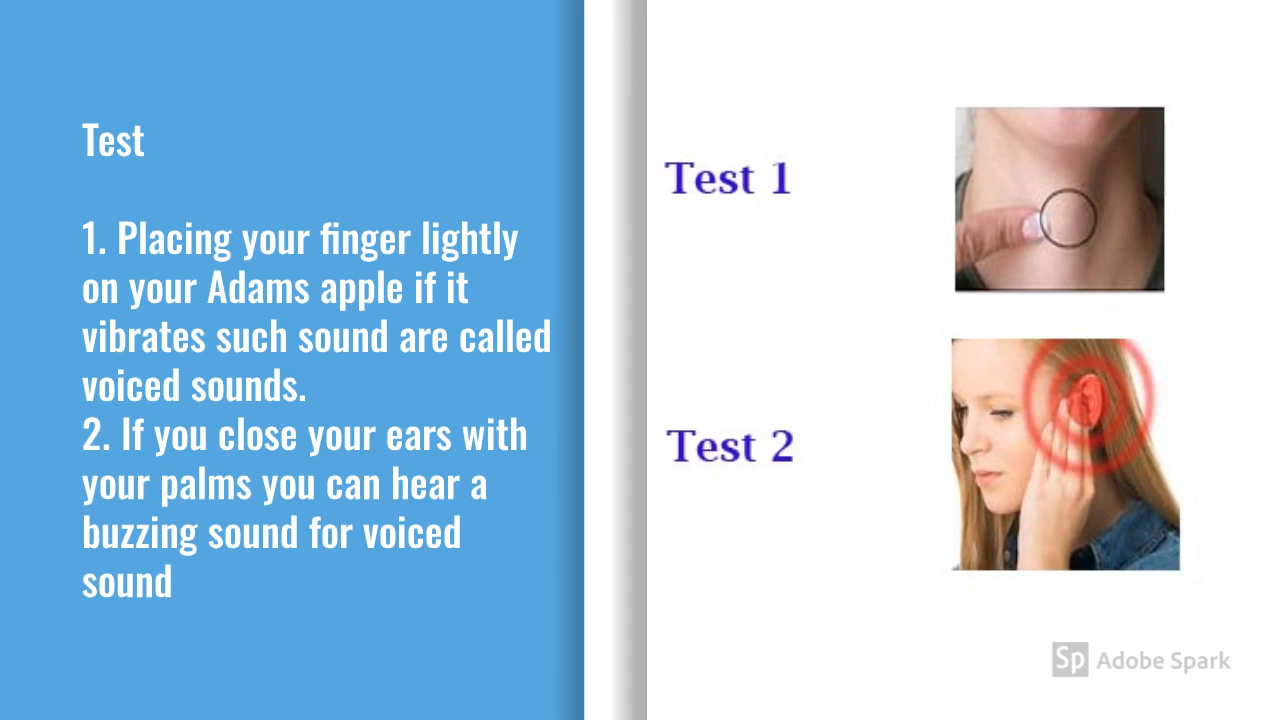 Test
1. Placing your finger lightly
on your Adams apple if it
vibrates such sound are called
voiced sounds.
2. If you close your ears with
your palms you can hear a
buzzing sound for voiced
sound
Test 1
Test 2
Sp Adobe Spark